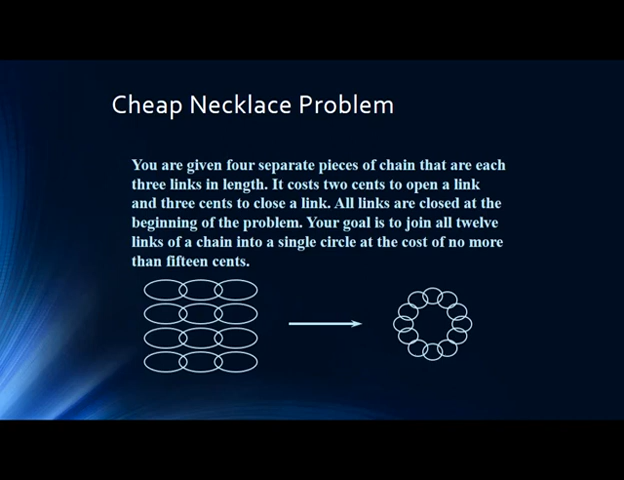 Cheap Necklace Problem
You are given four separate pieces of chain that are each
three links in length. It costs two cents to open a link
and three cents to close a link. All links are closed at the
beginning of the problem. Your goal is to join all twelve
links of a chain into a single circle at the cost of no more
than fifteen cents.